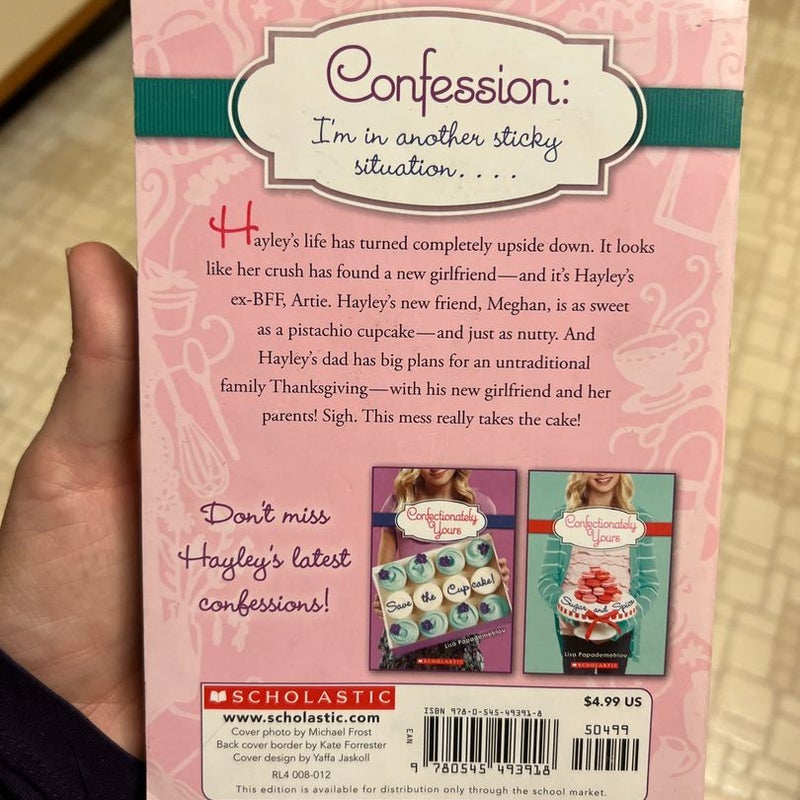 Confession:
I'm in another sticky
situation....
Hayley's life has turned completely upside down. It looks
like her crush has found a new girlfriend—and it's Hayley's
ex-BFF, Artie. Hayley's new friend, Meghan, is as sweet
as a pistachio cupcake—and just as nutty. And
Hayley's dad has big plans for an untraditional
family Thanksgiving—with his new girlfriend and her
parents! Sigh. This mess really takes the cake!
Don't miss
Hayley's latest
confessions!
Confectionately
Yours
Save the Cupcake!
Lisa Papademetriou
SCHOLASTIC
Confectionately
Yours
Sugar and Spice
Lisa Papademetriou
SCHOLASTIC
SCHOLASTIC
www.scholastic.com
Cover photo by Michael Frost
Back cover border by Kate Forrester
Cover design by Yaffa Jaskoll
RL4 008-012
ISBN 978-0-545-49391-8
EAN
9 780545 493918
$4.99 US
50499
This edition is available for distribution only through the school market.